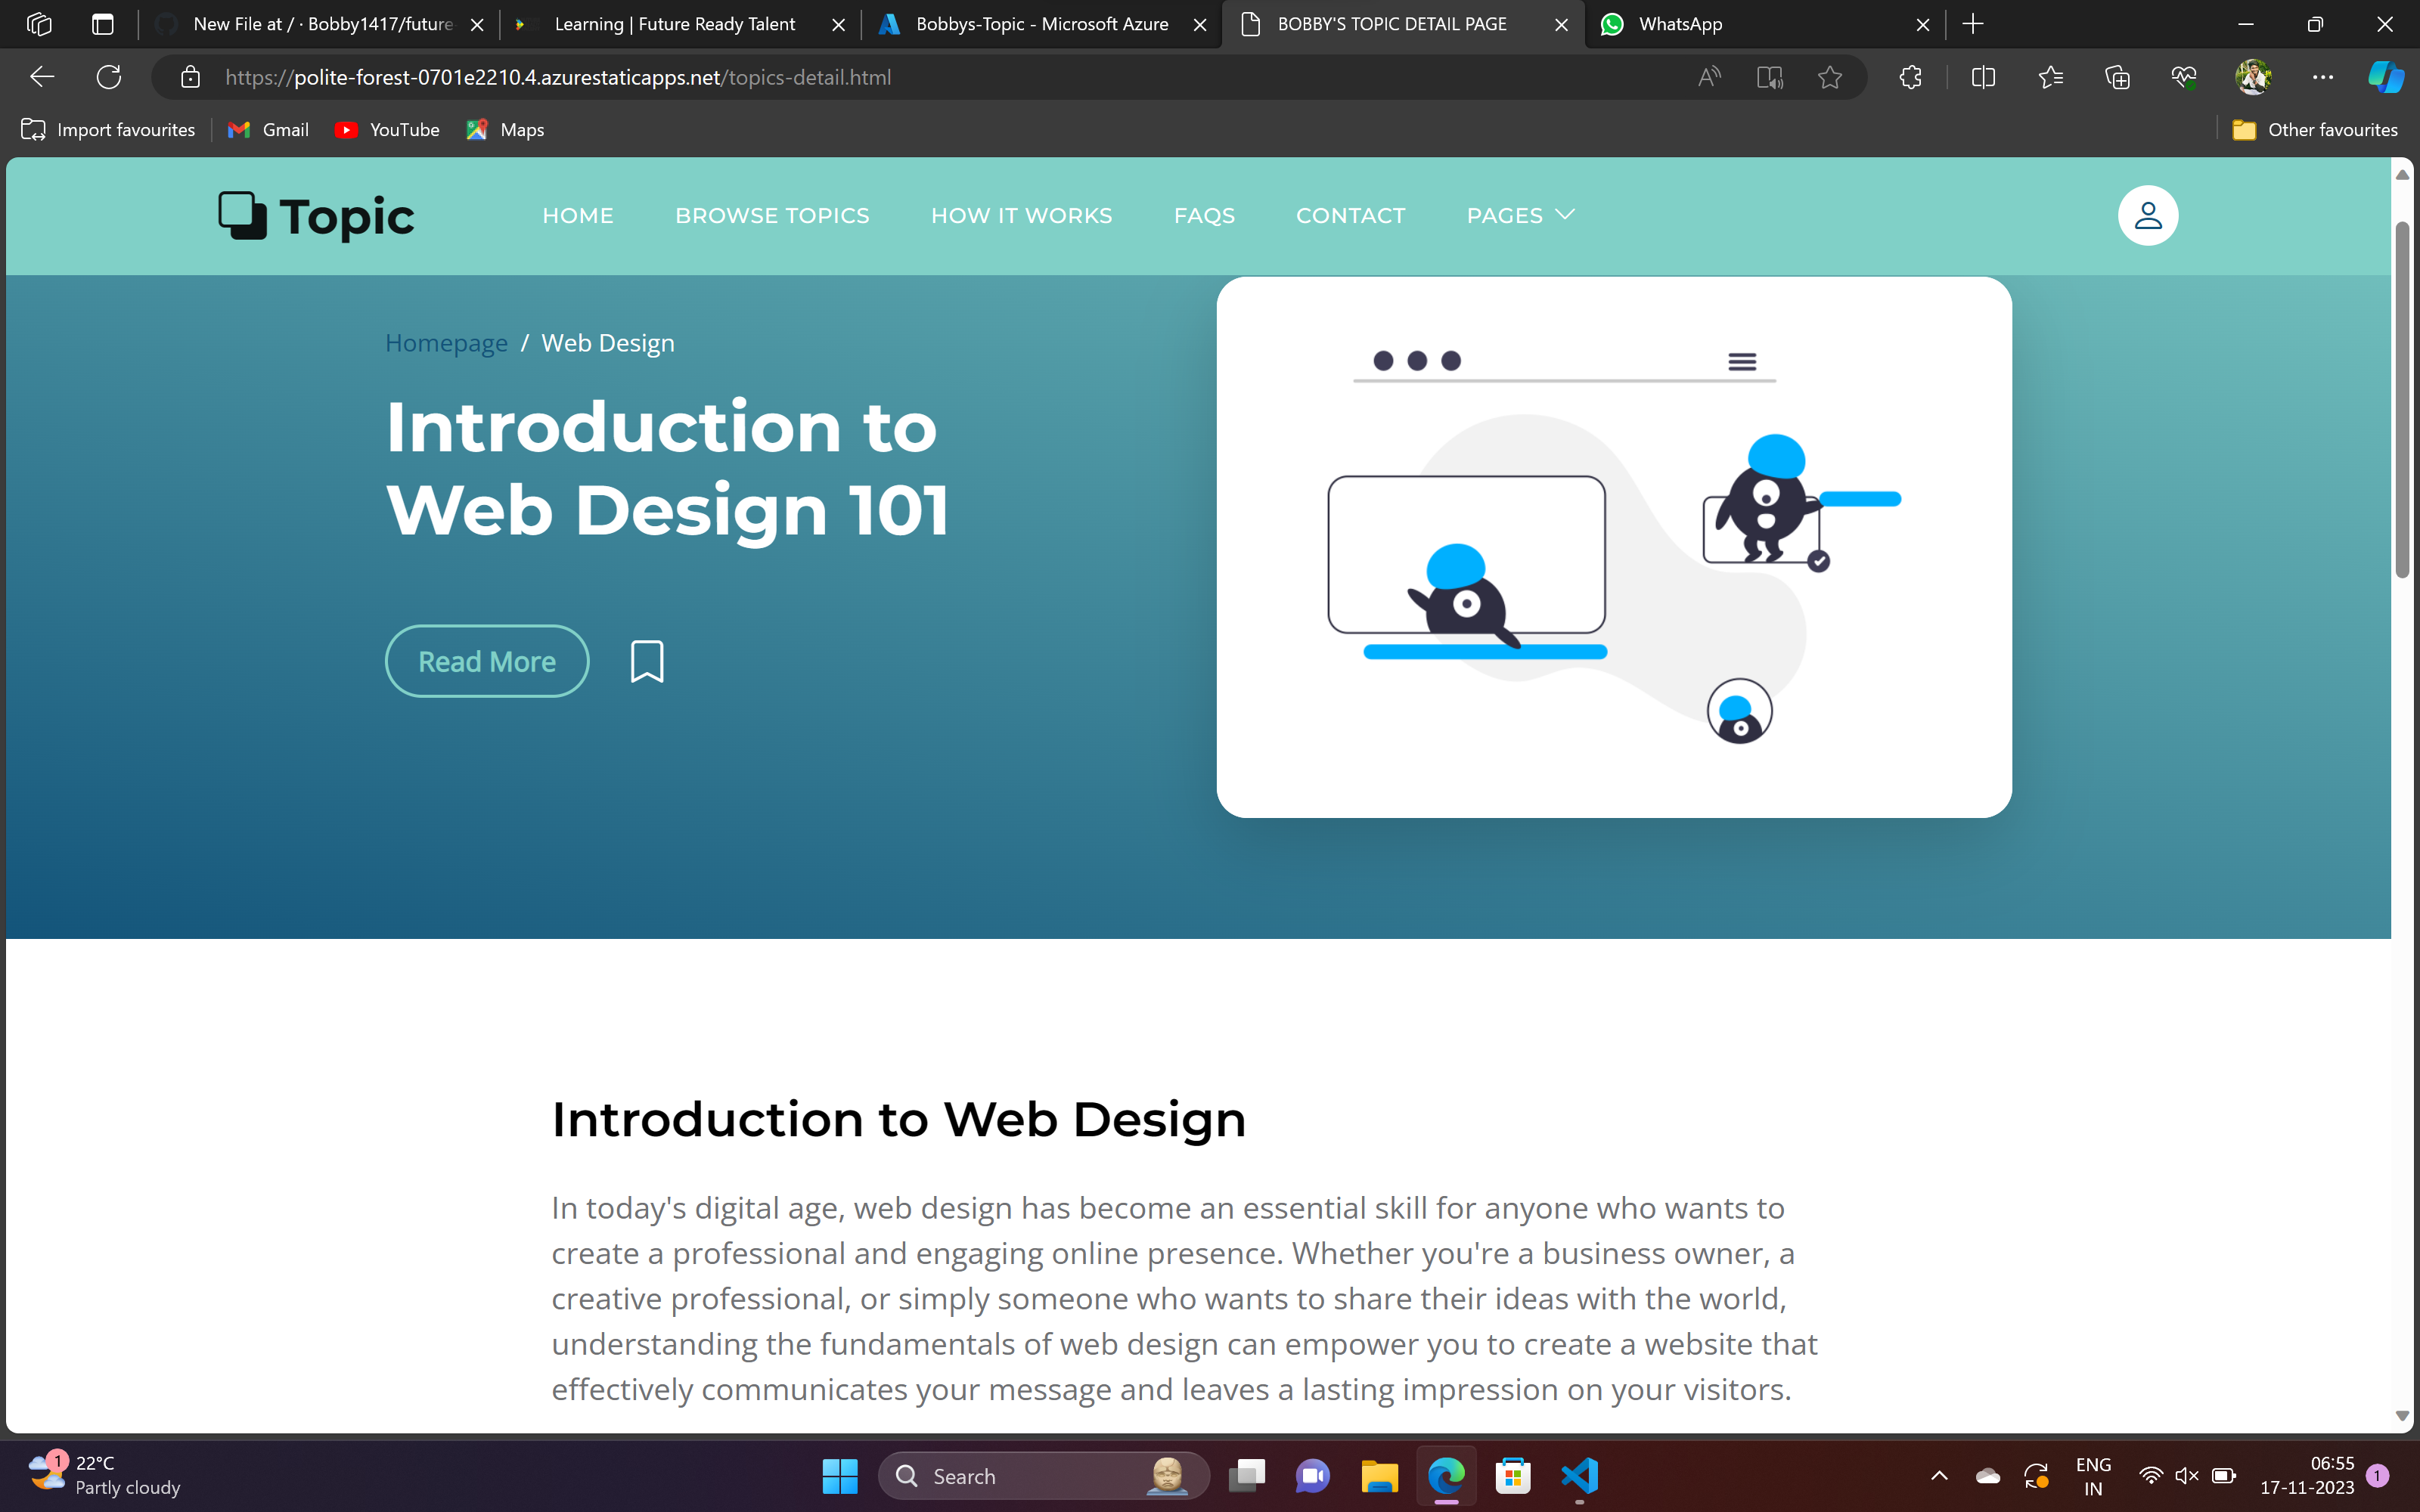 New File at / · Bobby1417/future-
Learning | Future Ready Talent
Bobbys-Topic - Microsoft Azure
BOBBY'S TOPIC DETAIL PAGE
WhatsApp
https://polite-forest-0701e2210.4.azurestaticapps.net/topics-detail.html
Import favourites
Gmail
YouTube
Maps
Other favourites
Topic
HOME
BROWSE TOPICS
HOW IT WORKS
FAQS
CONTACT
PAGES
Homepage / Web Design
Introduction to
Web Design 101
Read More
Introduction to Web Design
In today's digital age, web design has become an essential skill for anyone who wants to
create a professional and engaging online presence. Whether you're a business owner, a
creative professional, or simply someone who wants to share their ideas with the world,
understanding the fundamentals of web design can empower you to create a website that
effectively communicates your message and leaves a lasting impression on your visitors.
1
22°C
Partly cloudy
Search
ENG
IN
06:55
17-11-2023
1